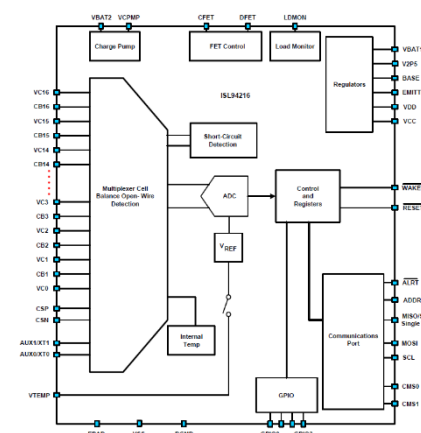 VBAT2 VCPMP CFET DFET LDMON
Charge Pump FET Control Load Monitor
ISL94216
Regulators
VBAT1
V2P5
BASE
EMITT
VDD
VCC
VC16
CB16
VC15
CB15
VC14
CB14
VC3
CB3
VC2
CB2
VC1
CB1
VC0
CSP
CSN
AUX1/XT1
AUX0/XT0
VTEMP
Multiplexer Cell
Balance Open- Wire
Detection
Short-Circuit
Detection
ADC
VREF
Internal
Temp
Control
and
Registers
WAKE
RESET
Communications
Port
ALRT
ADDR
MISO/S
Single
MOSI
SCL
CMS0
CMS1
GPIO